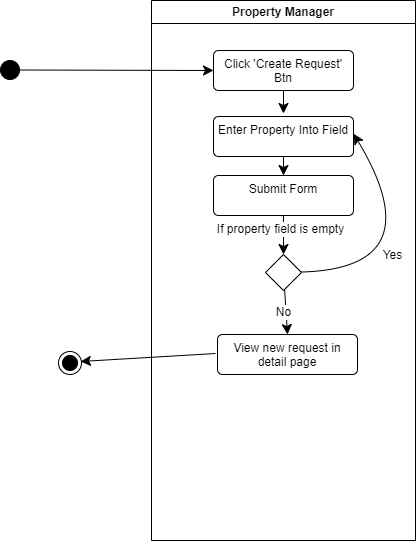 Property Manager
Click 'Create Request'
Btn
Enter Property Into Field
Submit Form
If property field is empty
Yes
No
View new request in
detail page